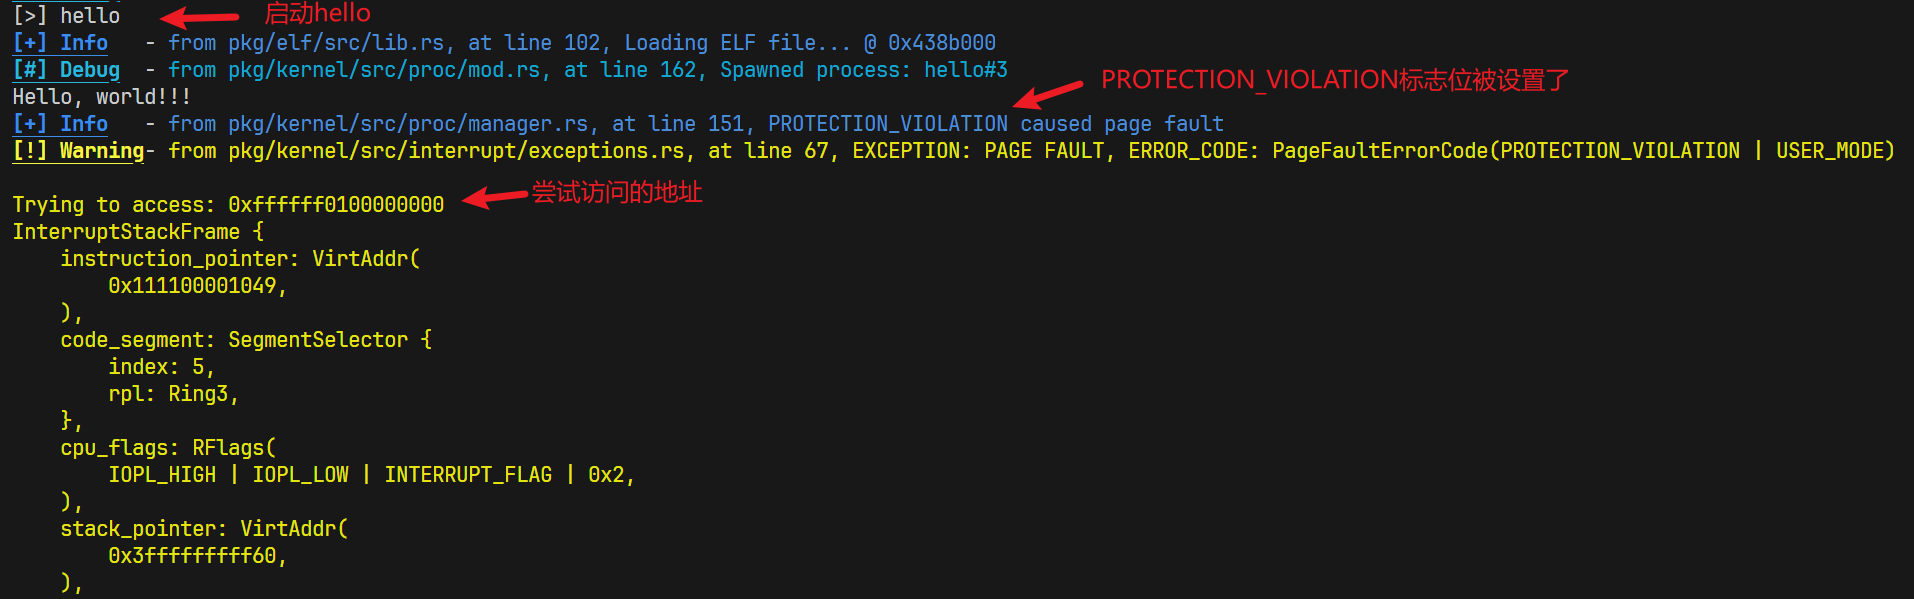 [>] hello
启动hello
[+] Info   - from pkg/elf/src/lib.rs, at line 102, Loading ELF file... @ 0x438b000
[#] Debug  - from pkg/kernel/src/proc/mod.rs, at line 162, Spawned process: hello#3
PROTECTION_VIOLATION标志位被设置了
Hello, world!!!
[+] Info   - from pkg/kernel/src/proc/manager.rs, at line 151, PROTECTION_VIOLATION caused page fault
[!] Warning- from pkg/kernel/src/interrupt/exceptions.rs, at line 67, EXCEPTION: PAGE FAULT, ERROR_CODE: PageFaultErrorCode(PROTECTION_VIOLATION | USER_MODE)
尝试访问的地址
Trying to access: 0xffffff0100000000
InterruptStackFrame {
    instruction_pointer: VirtAddr(
        0x111100001049,
    ),
    code_segment: SegmentSelector {
        index: 5,
        rpl: Ring3,
    },
    cpu_flags: RFlags(
        IOPL_HIGH | IOPL_LOW | INTERRUPT_FLAG | 0x2,
    ),
    stack_pointer: VirtAddr(
        0x3fffffffff60,
    ),